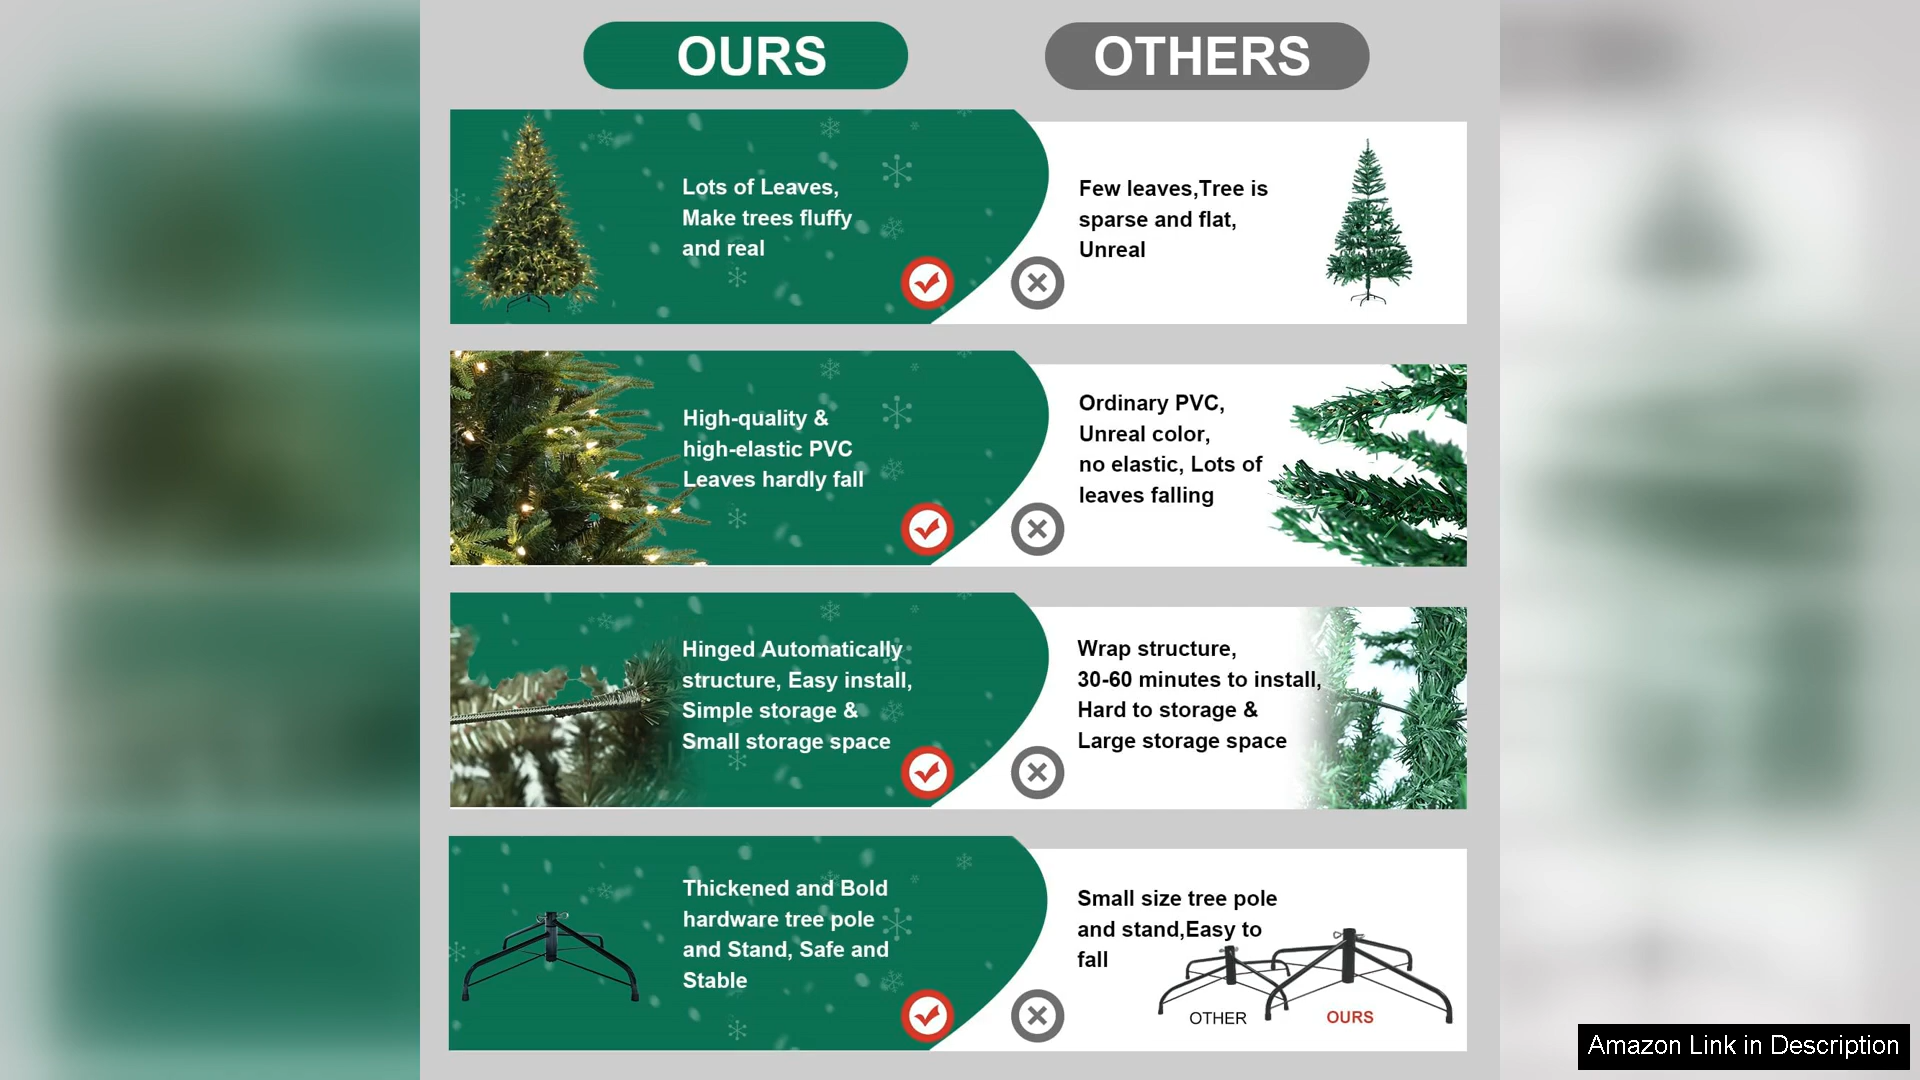 OURS
OTHERS
Lots of Leaves,
Make trees fluffy
and real
Few leaves,Tree is
sparse and flat,
Unreal
High-quality &
high-elastic PVC
Leaves hardly fall
Ordinary PVC,
Unreal color,
no elastic, Lots of
leaves falling
Hinged Automatically
structure, Easy install,
Simple storage &
Small storage space
Wrap structure,
30-60 minutes to install,
Hard to storage &
Large storage space
Thickened and Bold
hardware tree pole
and Stand, Safe and
Stable
Small size tree pole
and stand,Easy to
fall
OTHER
OURS
Amazon Link in Description